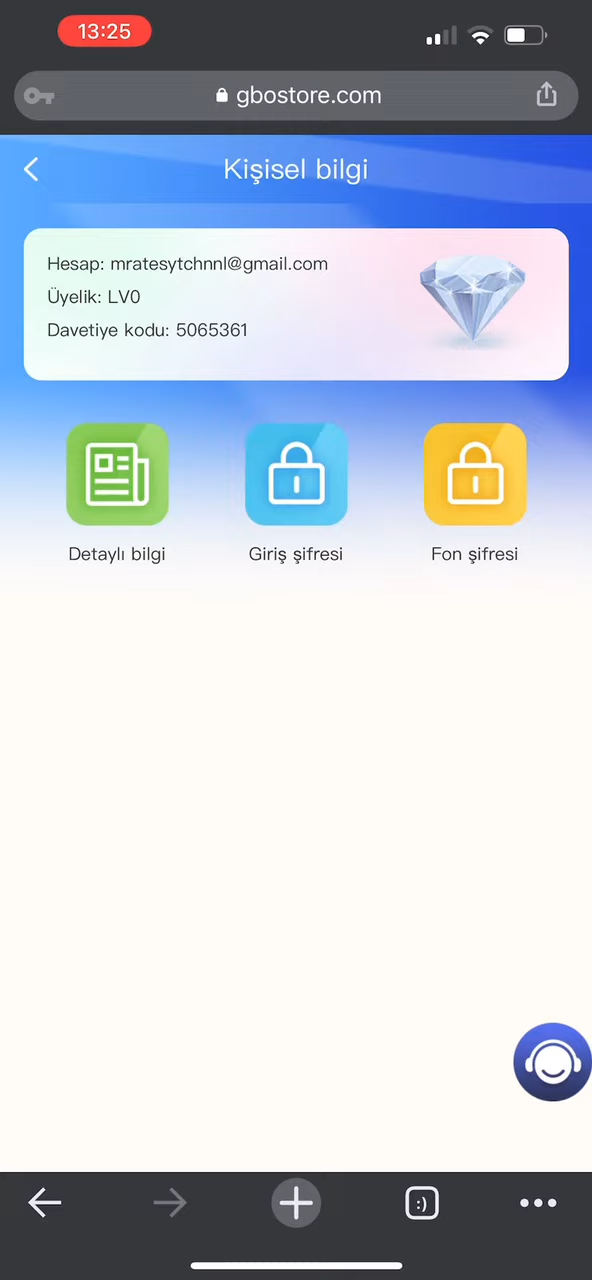 13:25
gbostore.com
Kişisel bilgi
Hesap: mratesytchnnl@gmail.com
Üyelik: LV0
Davetiye kodu: 5065361
Detaylı bilgi
Giriş şifresi
Fon şifresi
:)